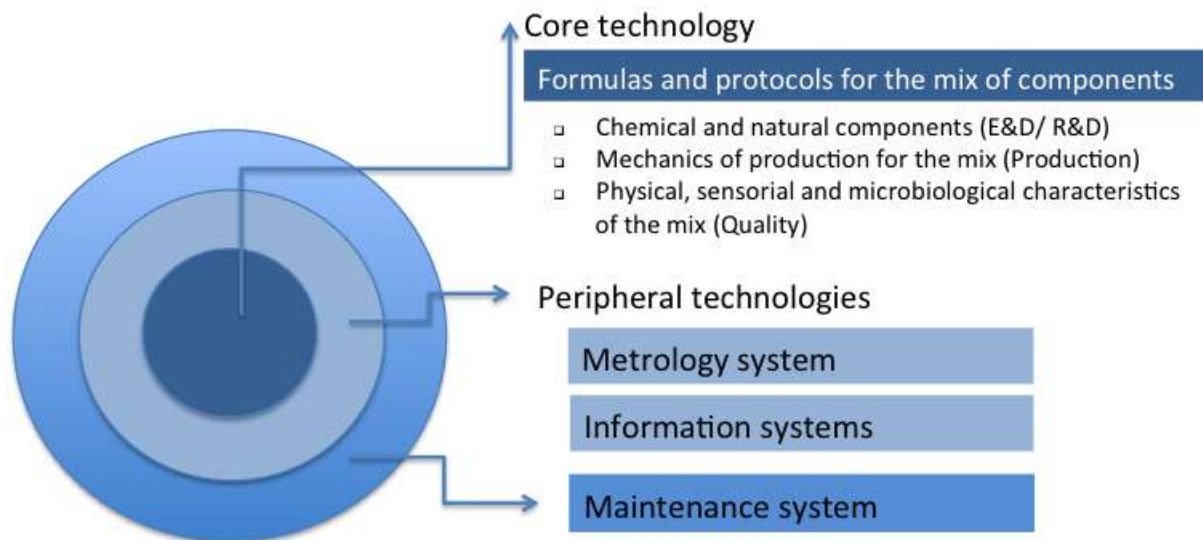 Core technology
Formulas and protocols for the mix of components
❑ Chemical and natural components (E&D/ R&D)
❑ Mechanics of production for the mix (Production)
❑ Physical, sensorial and microbiological characteristics
of the mix (Quality)
Peripheral technologies
Metrology system
Information systems
Maintenance system